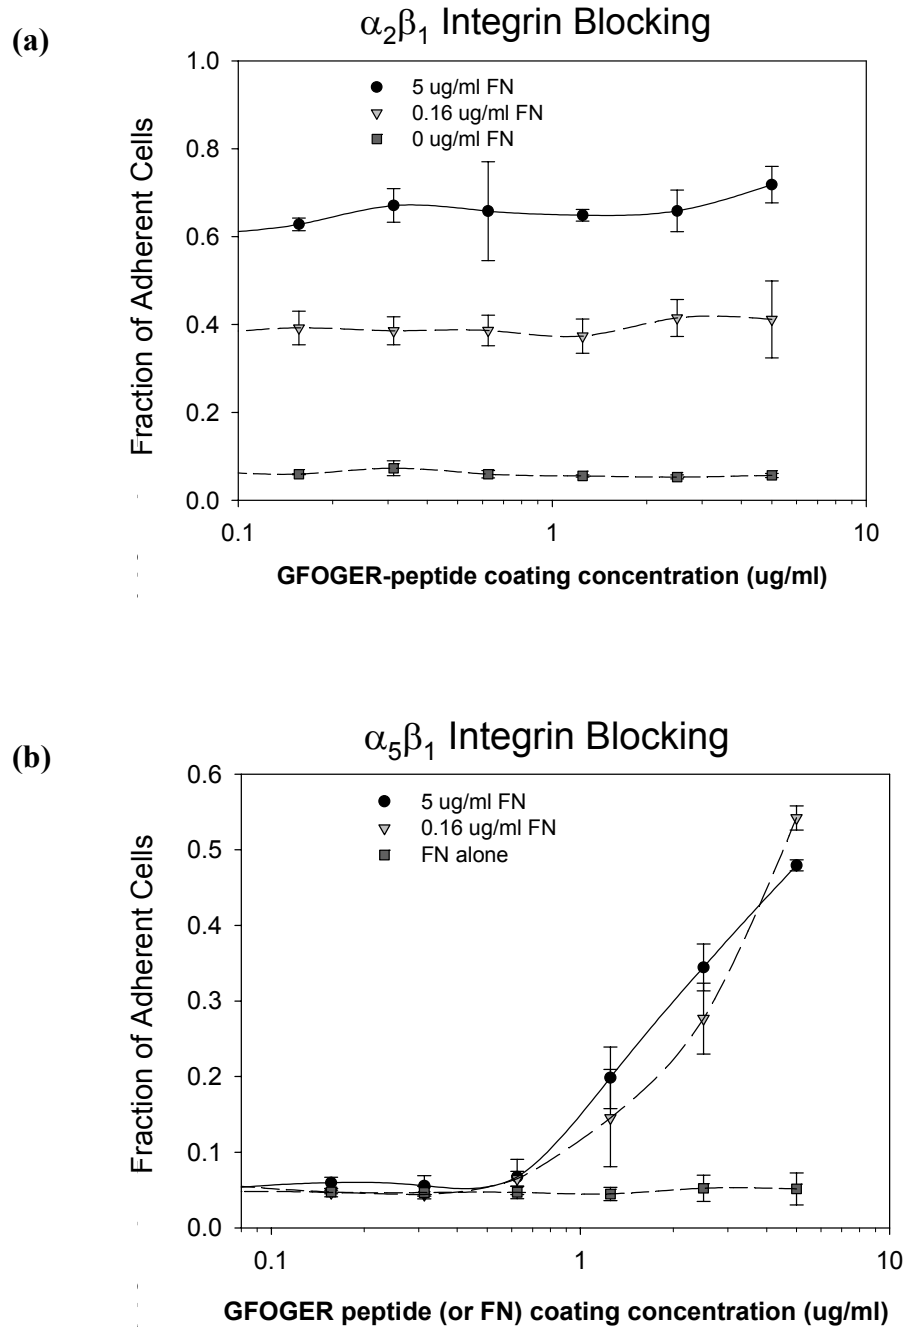 (a)
α2β1 Integrin Blocking
Fraction of Adherent Cells
1.0
0.8
0.6
0.4
0.2
0.0
5 ug/ml FN
0.16 ug/ml FN
0 ug/ml FN
0.1 1 10
GFOGER-peptide coating concentration (ug/ml)
(b)
α5β1 Integrin Blocking
Fraction of Adherent Cells
0.6
0.5
0.4
0.3
0.2
0.1
0.0
5 ug/ml FN
0.16 ug/ml FN
FN alone
0.1 1 10
GFOGER peptide (or FN) coating concentration (ug/ml)